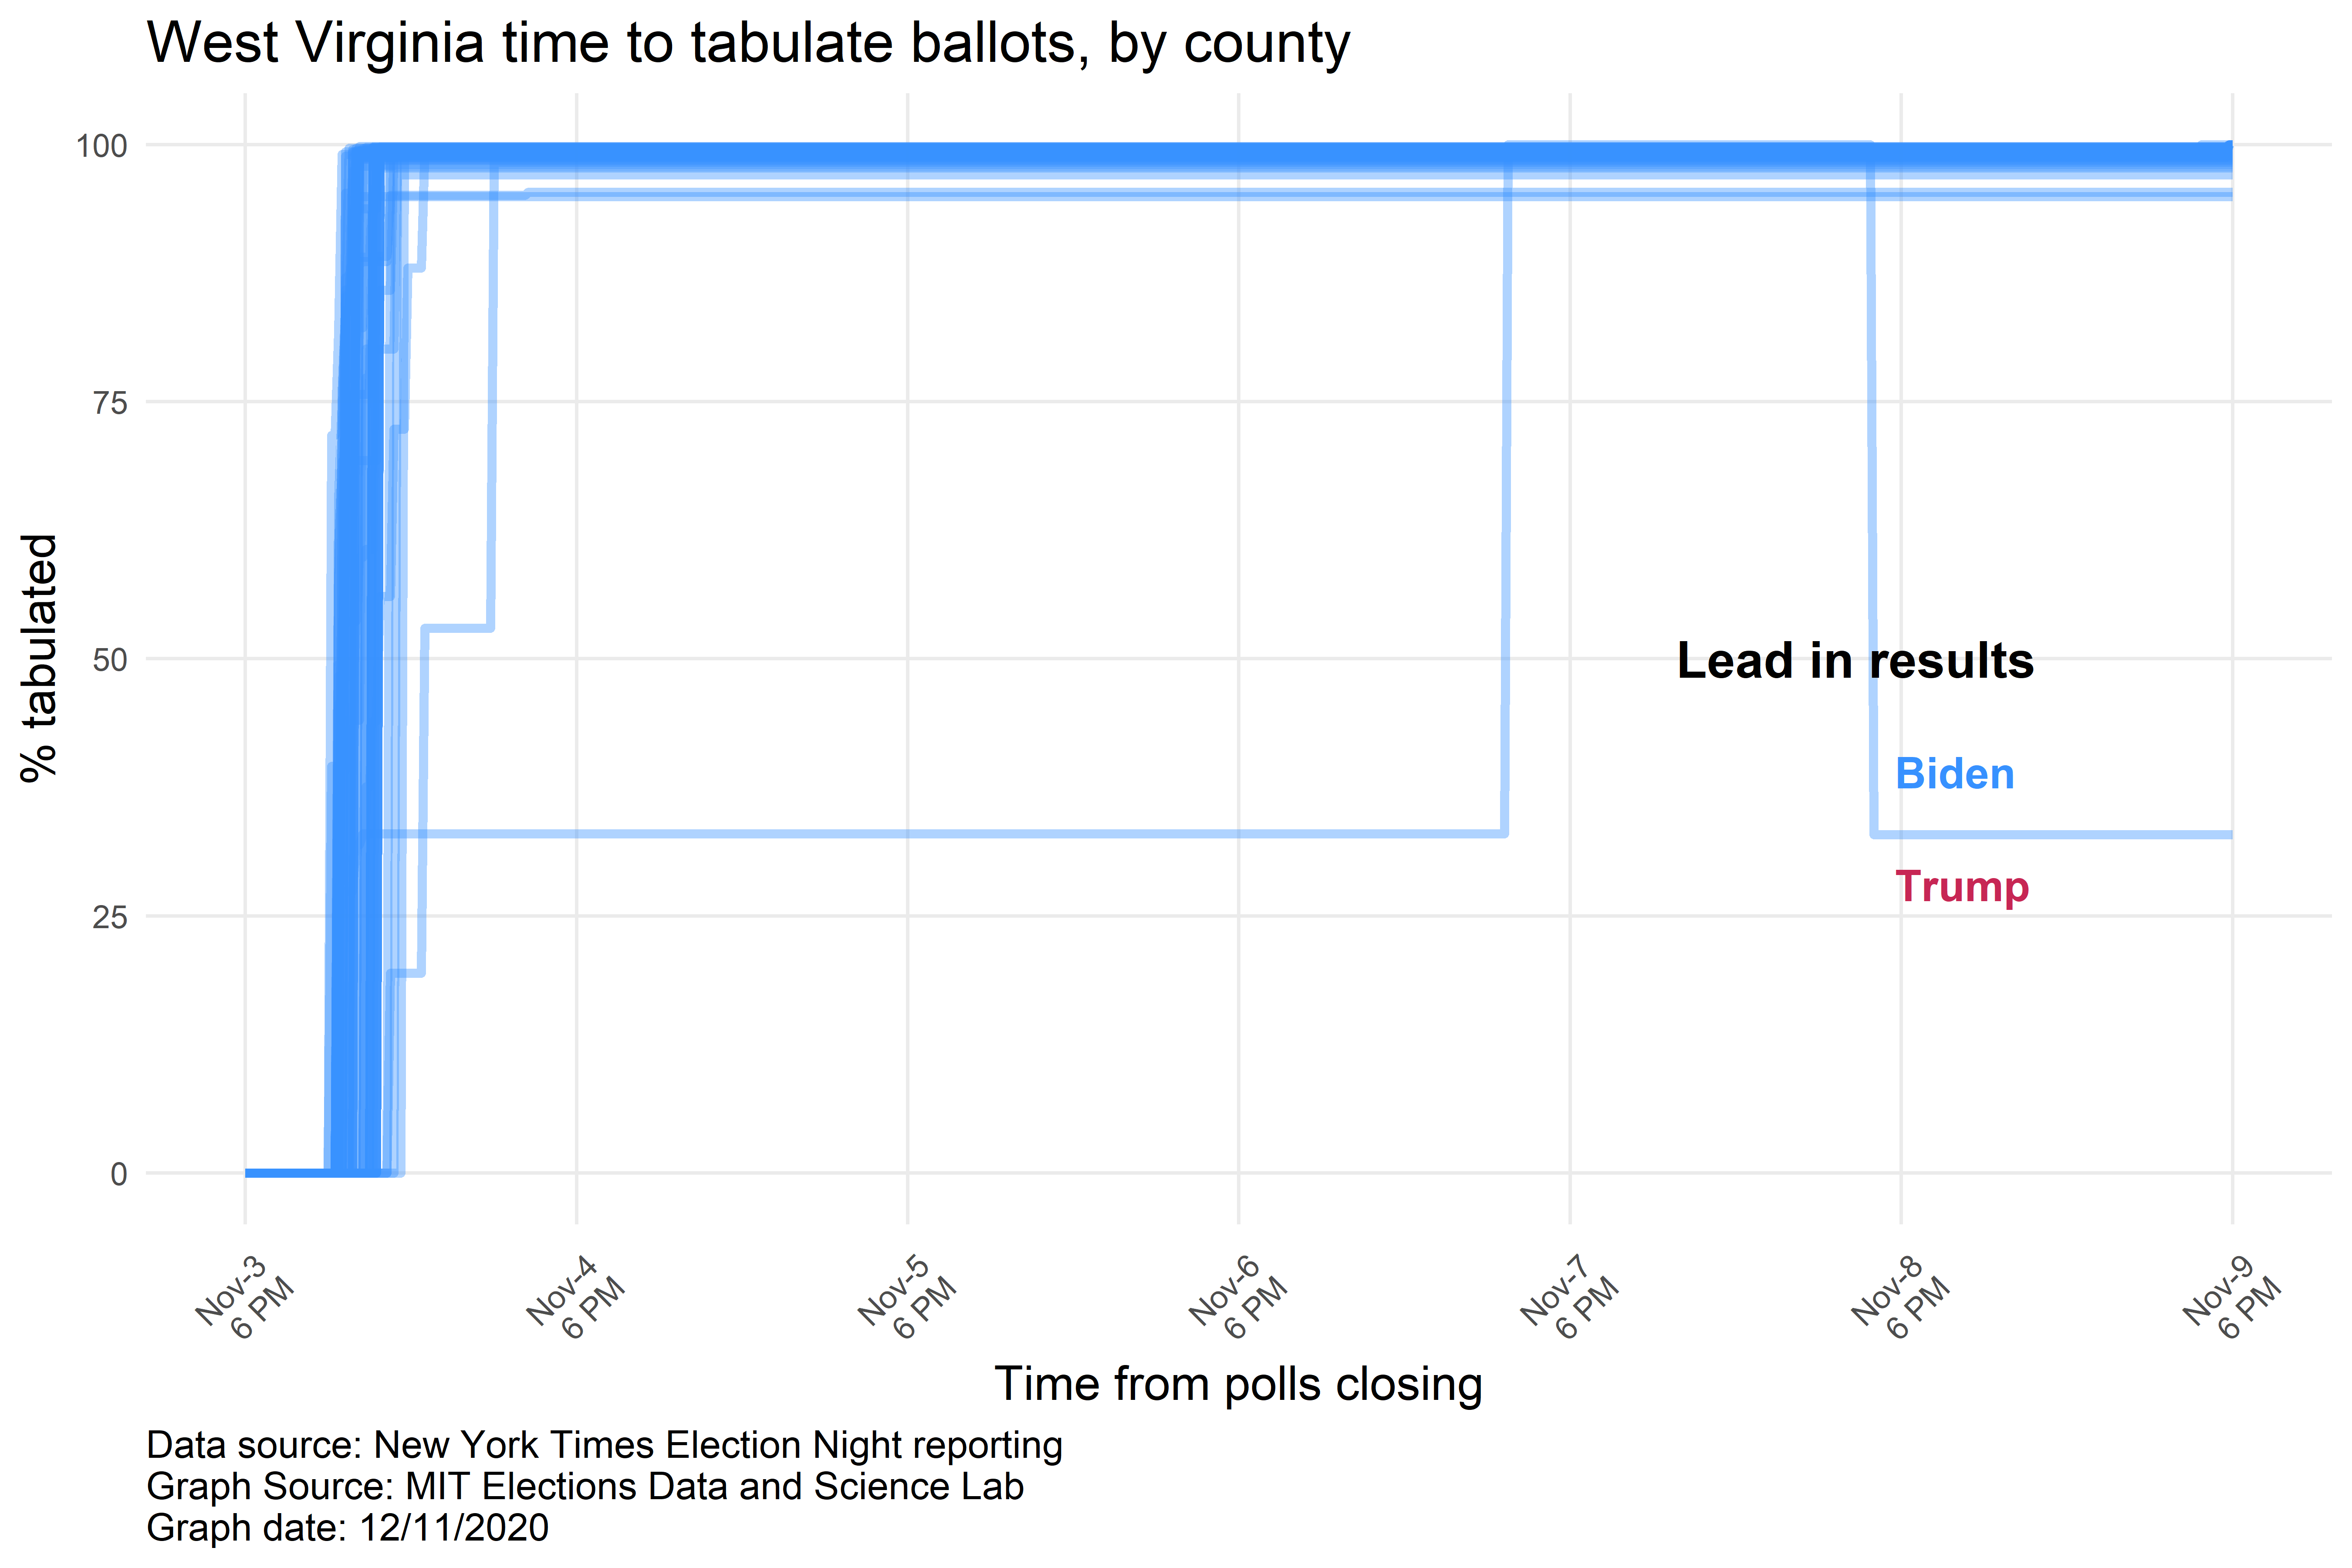 West Virginia time to tabulate ballots, by county
100
75
50
25
0
% tabulated
Lead in results
Biden
Trump
Nov-3
6 PM
Nov-4
6 PM
Nov-5
6 PM
Nov-6
6 PM
Nov-7
6 PM
Nov-8
6 PM
Nov-9
6 PM
Time from polls closing
Data source: New York Times Election Night reporting
Graph Source: MIT Elections Data and Science Lab
Graph date: 12/11/2020